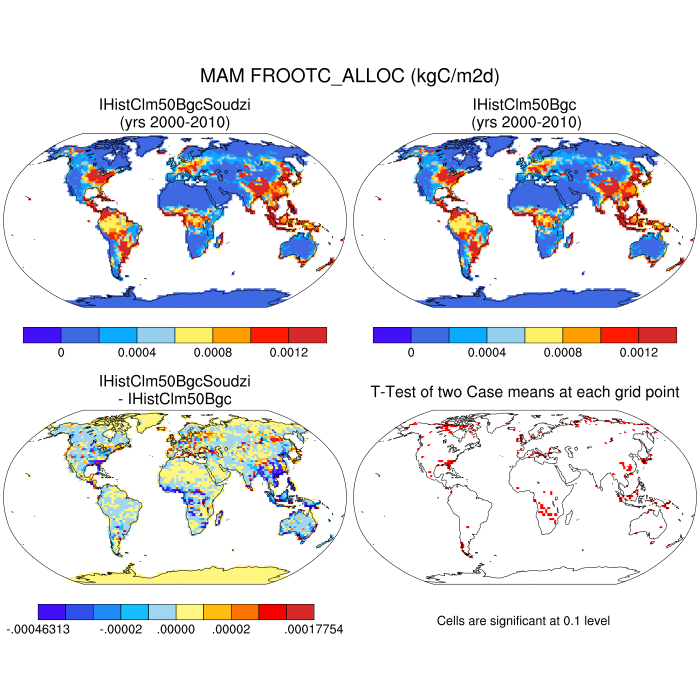 MAM FROOTC_ALLOC (kgC/m2d)
IHistClm50BgcSoudzi
(yrs 2000-2010)
IHistClm50Bgc
(yrs 2000-2010)
0 0.0004 0.0008 0.0012
0 0.0004 0.0008 0.0012
IHistClm50BgcSoudzi
- IHistClm50Bgc
T-Test of two Case means at each grid point
-.00046313 -.00002 .00000 .00002 .00017754
Cells are significant at 0.1 level